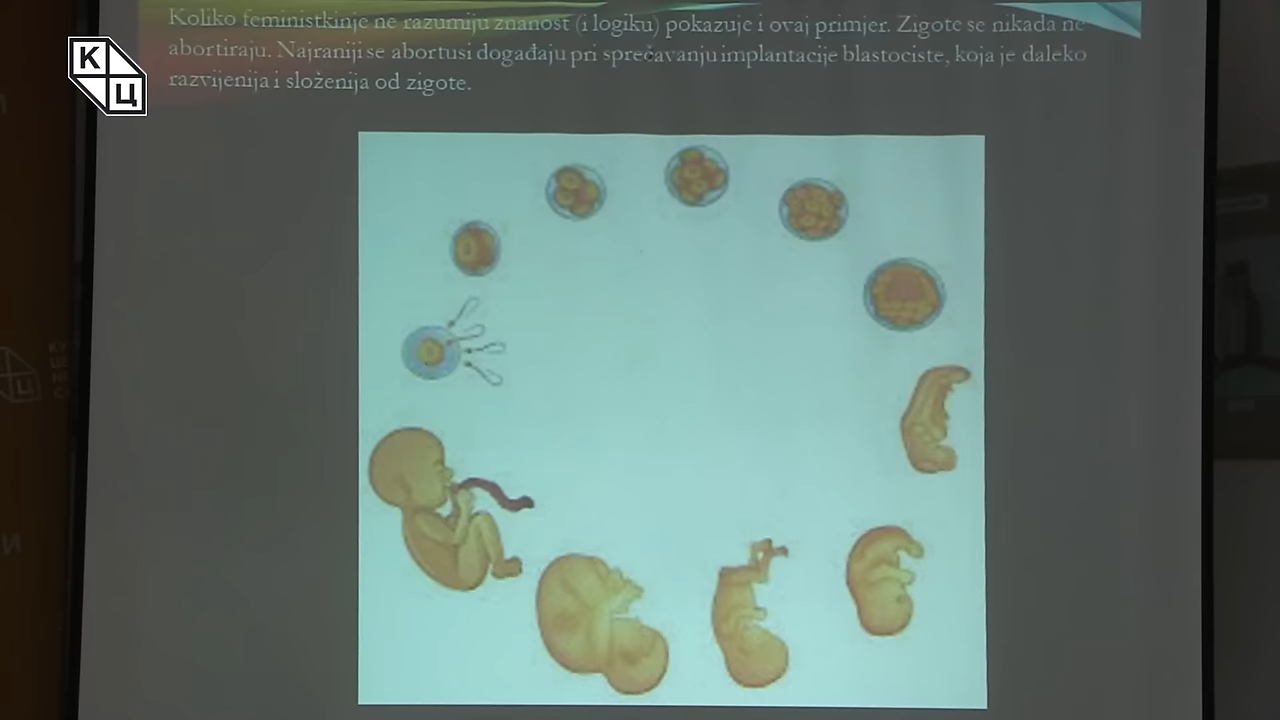 Koliko feministkinje ne razumiju znanost (i logiku) pokazuje i ovaj primjer. Zigote se nikada ne
abortiraju. Najraniji se abortusi događaju pri sprečavanju implantacije blastociste, koja je daleko
razvijenija i složenija od zigote.
К
Ц